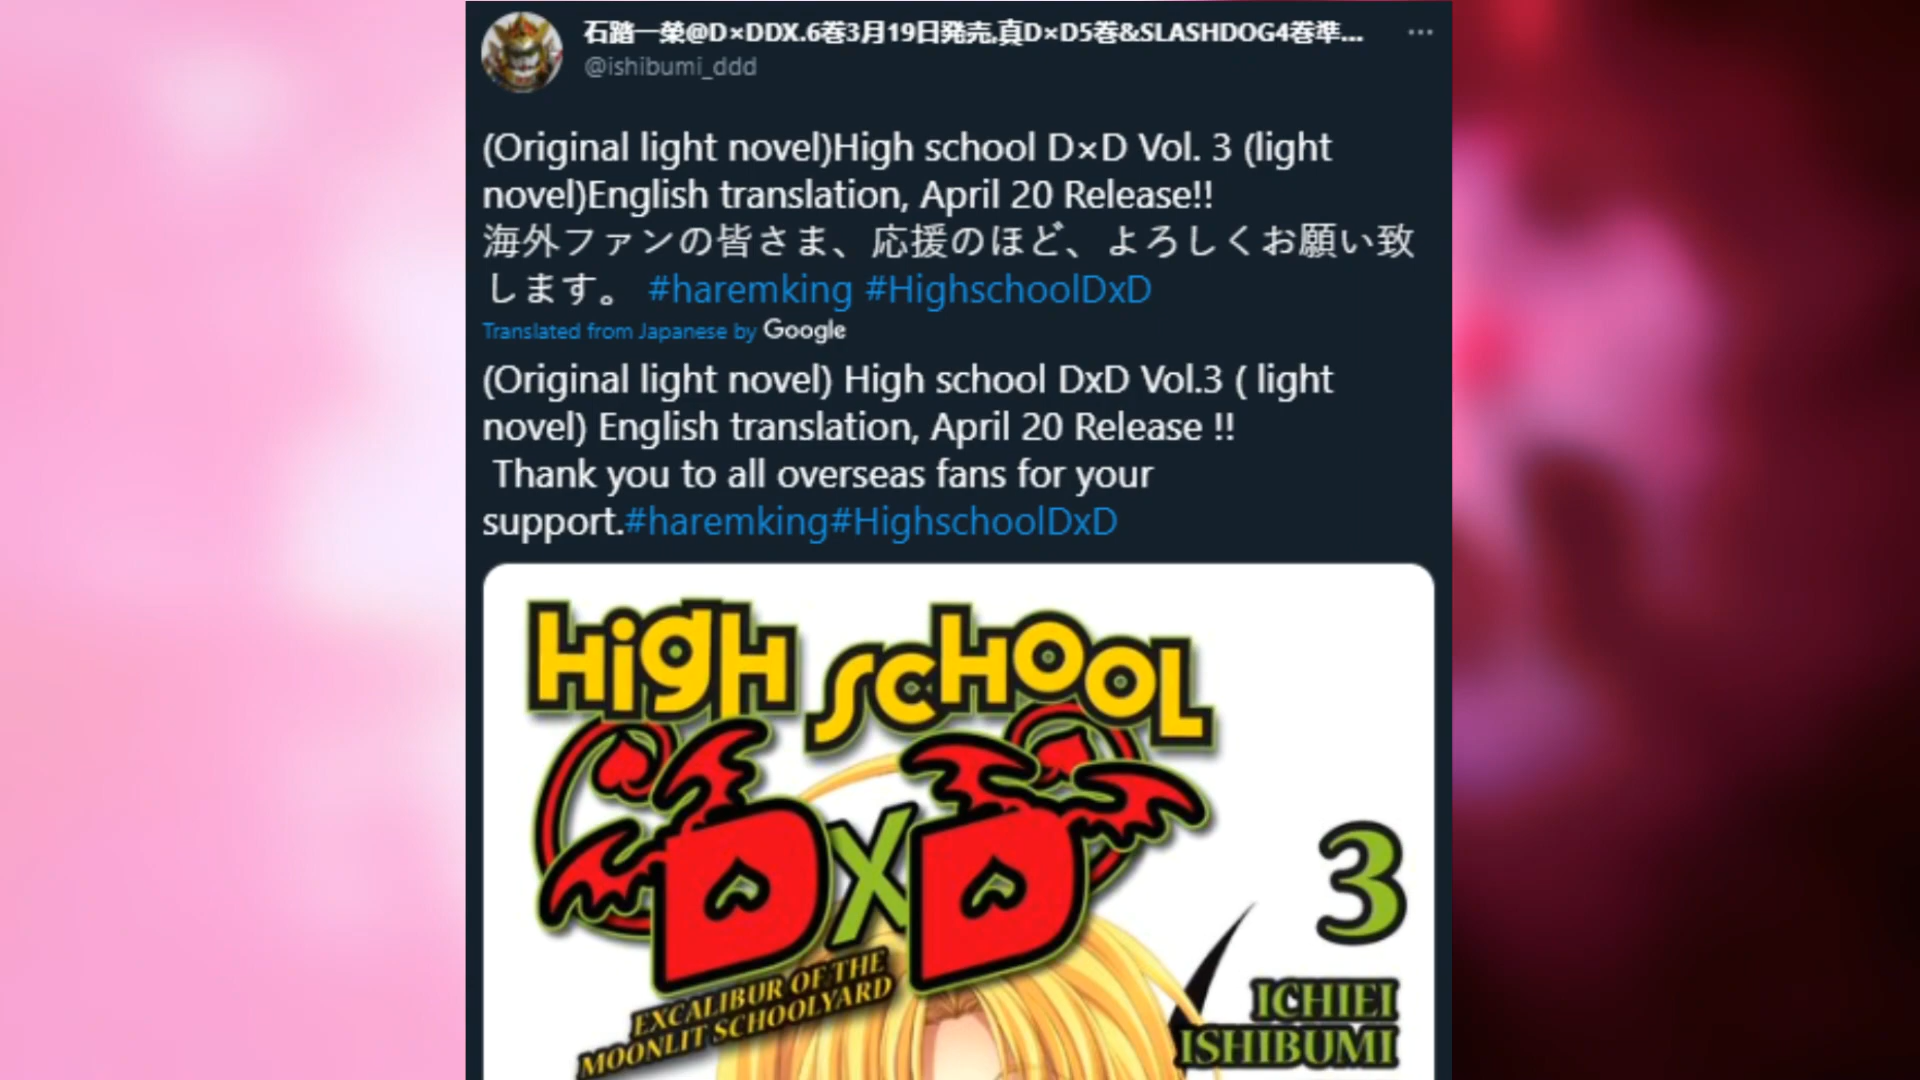 石踏一榮@D×DDX.6巻3月19日発売,真D×D5巻&SLASHDOG4巻準...
@ishibumi_ddd
(Original light novel)High school D×D Vol. 3 (light
novel)English translation, April 20 Release!!
海外ファンの皆さま、応援のほど、よろしくお願い致
します。 #haremking #HighschoolDxD
Translated from Japanese by Google
(Original light novel) High school DxD Vol.3 ( light
novel) English translation, April 20 Release !!
Thank you to all overseas fans for your
support.#haremking#HighschoolDxD
HiGH SCHOOL
DXD
3
EXCALIBUR OF THE
MOONLIT SCHOOLYARD
ICHIEI
ISHIBUMI